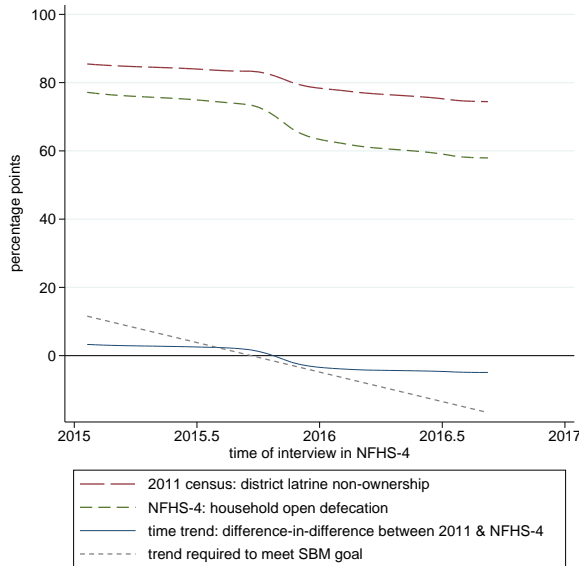 100
80
60
40
20
0
percentage points
2015
2015.5
2016
2016.5
2017
time of interview in NFHS-4
2011 census: district latrine non-ownership
NFHS-4: household open defecation
time trend: difference-in-difference between 2011 & NFHS-4
trend required to meet SBM goal